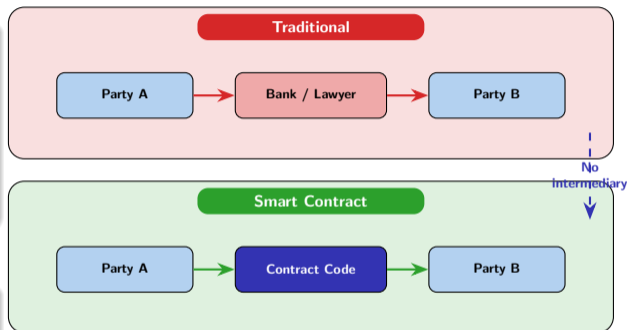 Traditional
Party A
Bank / Lawyer
Party B
No
Intermediary
Smart Contract
Party A
Contract Code
Party B